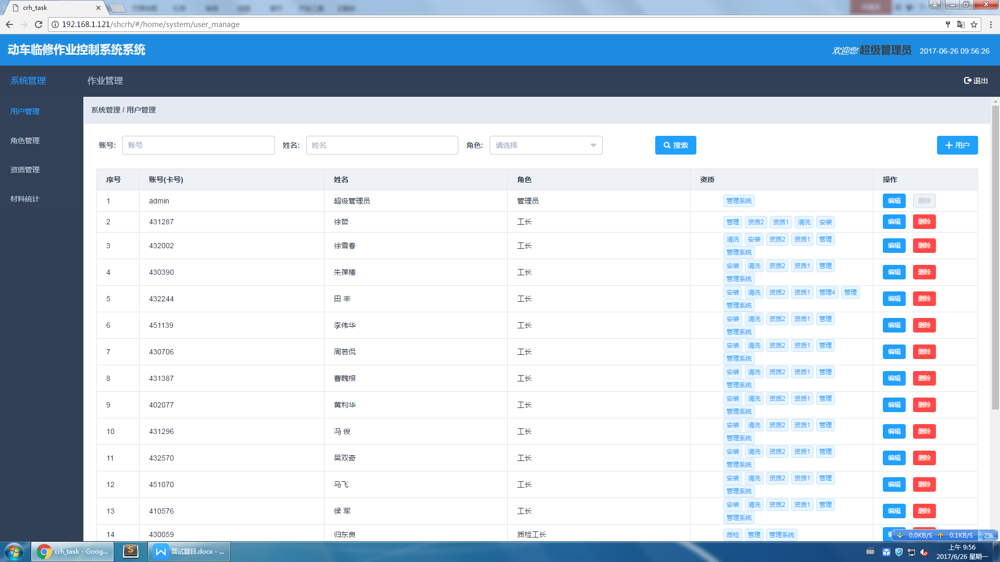 crh_task
192.168.1.121/shcrh/#/home/system/user_manage
动车临修作业控制系统系统
欢迎您 超级管理员 2017-06-26 09:56:26
系统管理 作业管理 退出
用户管理
角色管理
资质管理
材料统计
系统管理 / 用户管理
账号: 账号 姓名: 姓名 角色: 请选择 搜索 用户
序号 账号(卡号) 姓名 角色 资质 操作
1 admin 超级管理员 管理员 管理系统 编辑 删除
2 431287 徐哲 工长 管理 资质2 资质1 清洗 安装 编辑 删除
3 432002 徐雪春 工长 清洗 安装 资质2 资质1 管理 编辑 删除
管理系统
4 430390 朱葆椿 工长 安装 清洗 资质2 资质1 管理 编辑 删除
管理系统
5 432244 田 丰 工长 安装 清洗 资质2 资质1 管理4 管理 编辑 删除
管理系统
6 451139 李伟华 工长 安装 清洗 资质2 资质1 管理 编辑 删除
管理系统
7 430706 周若侃 工长 安装 清洗 资质2 资质1 管理 编辑 删除
管理系统
8 431387 曹魏根 工长 安装 清洗 资质2 资质1 管理 编辑 删除
管理系统
9 402077 黄利华 工长 安装 清洗 资质2 资质1 管理 编辑 删除
管理系统
10 431296 冯 俊 工长 安装 清洗 资质2 资质1 管理 编辑 删除
管理系统
11 432570 吴双奇 工长 安装 清洗 资质2 资质1 管理 编辑 删除
管理系统
12 451070 马飞 工长 安装 清洗 资质2 资质1 管理 编辑 删除
管理系统
13 410576 侯 军 工长 安装 清洗 资质2 资质1 管理 编辑 删除
管理系统
14 430059 归东良 质检工长 质检 管理 管理系统
0.0KB/S 0.1KB/S 2%
crh_task - Goog... 面试题目.docx - ...
上午 9:56
2017/6/26 星期一